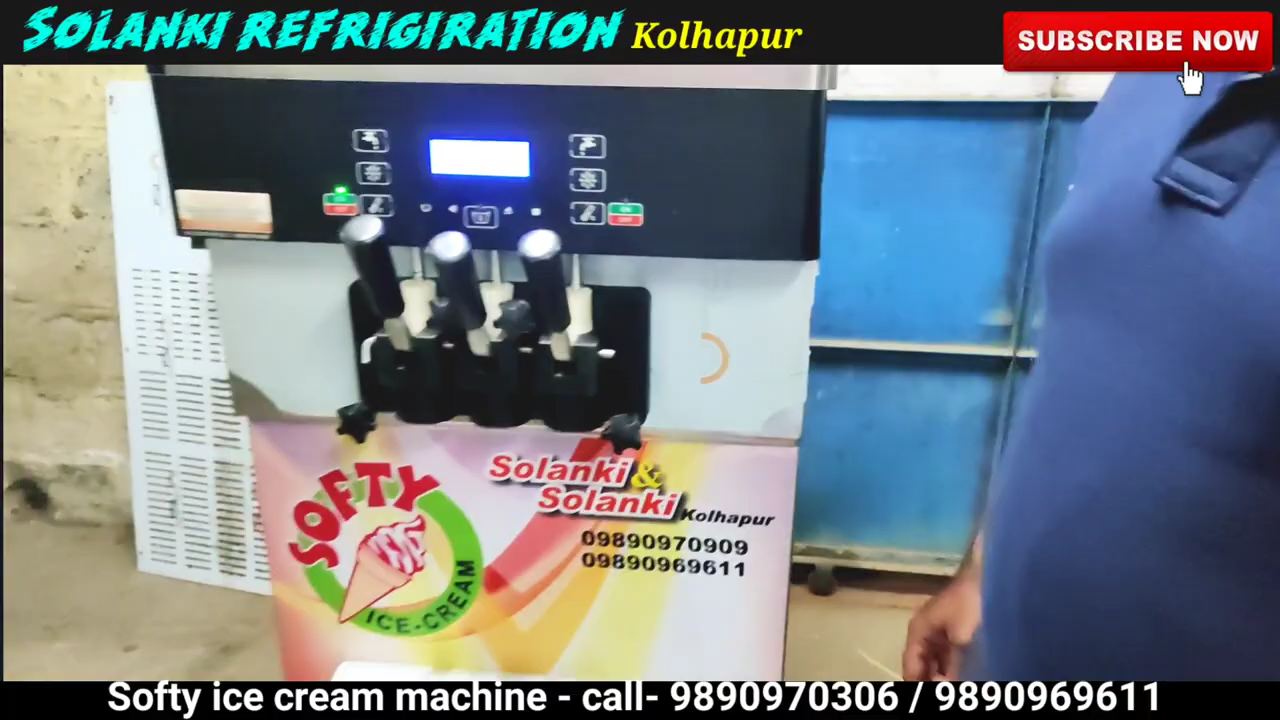 SOLANKI REFRIGIRATION Kolhapur
SUBSCRIBE NOW
SOFTY
ICE-CREAM
Solanki &
Solanki
Kolhapur
09890970909
09890969611
Softy ice cream machine - call- 9890970306 / 9890969611